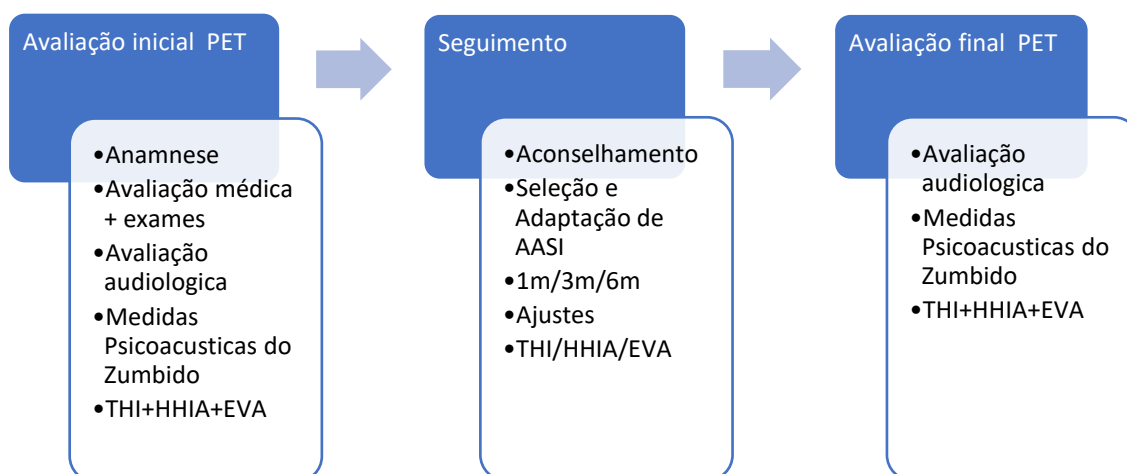 Avaliação inicial PET
•Anamnese
•Avaliação médica
+ exames
•Avaliação
audiologica
•Medidas
Psicoacusticas do
Zumbido
•THI+HHIA+EVA
Seguimento
•Aconselhamento
•Seleção e
Adaptação de
AASI
•1m/3m/6m
•Ajustes
•THI/HHIA/EVA
Avaliação final PET
•Avaliação
audiologica
•Medidas
Psicoacusticas do
Zumbido
•THI+HHIA+EVA